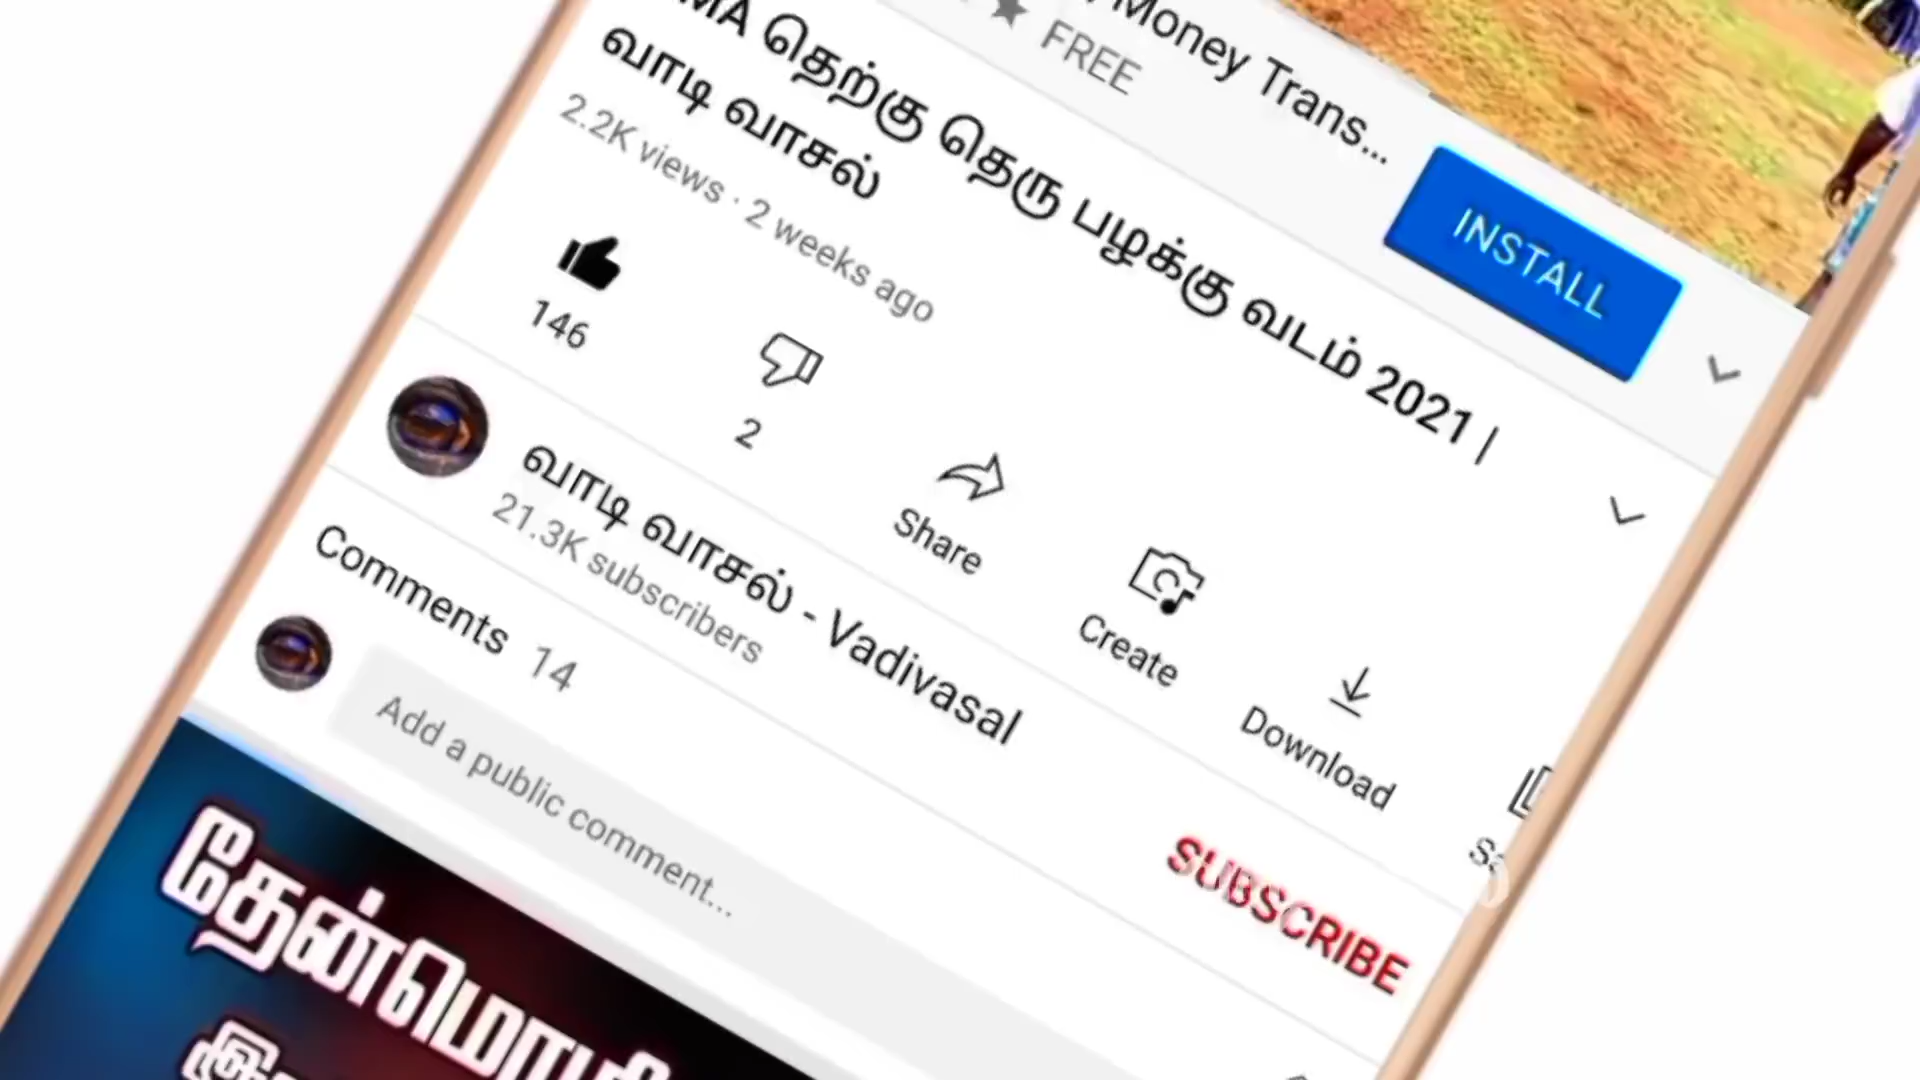 Money Trans...
FREE
INSTALL
MA தெற்கு தெரு பழக்கு வடம் 2021 |
வாடி வாசல்
2.2K views · 2 weeks ago
146
2
Share
Create
Download
வாடி வாசல் - Vadivasal
21.3K subscribers
SUBSCRIBE
Comments 14
Add a public comment...